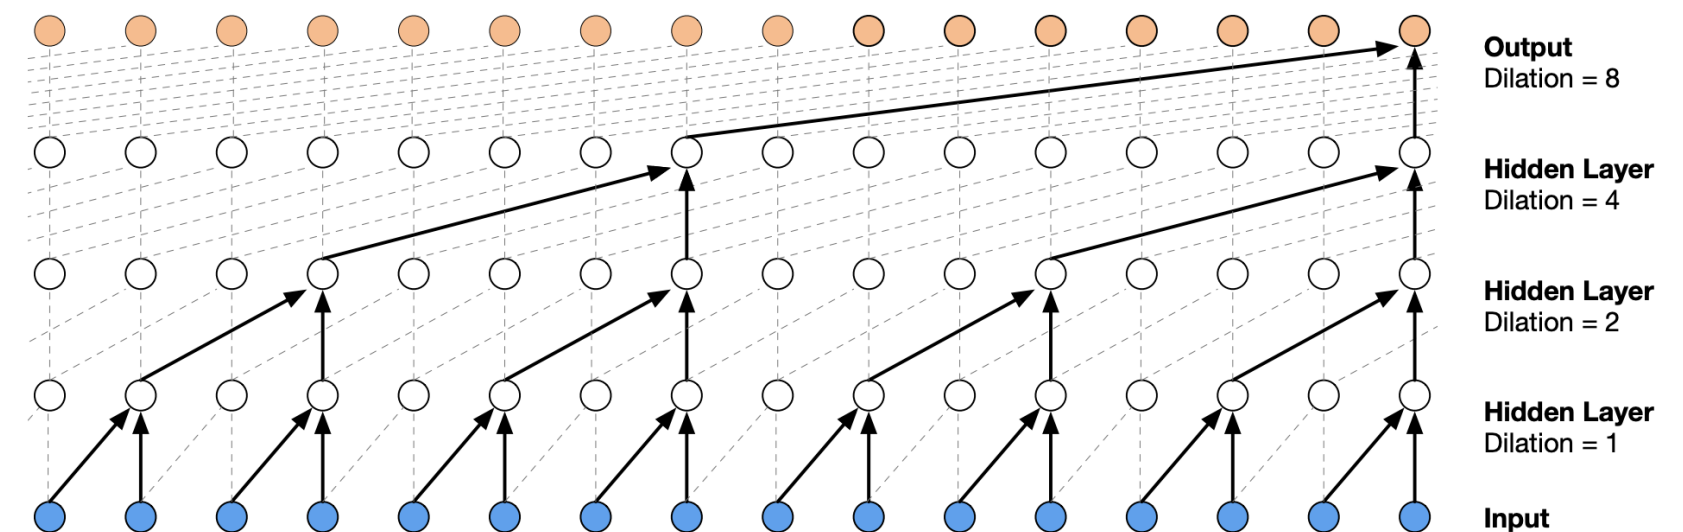 Output
Dilation = 8
Hidden Layer
Dilation = 4
Hidden Layer
Dilation = 2
Hidden Layer
Dilation = 1
Input